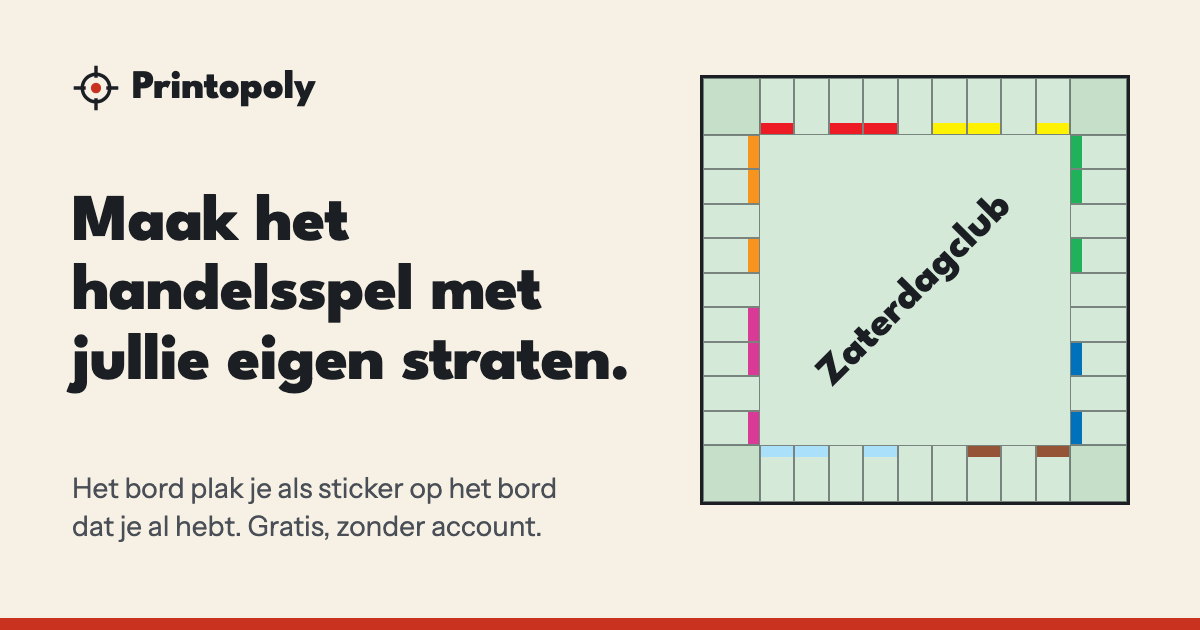 Printopoly
Maak het
handelsspel met
jullie eigen straten.
Het bord plak je als sticker op het bord
dat je al hebt. Gratis, zonder account.
Zaterdagclub